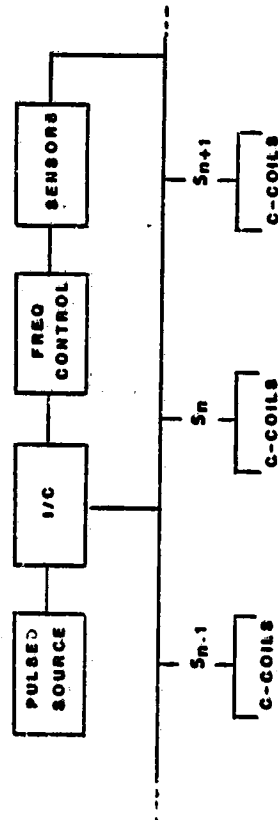 PULSED
SOURCE
I/C
FREQ
CONTROL
SENSORS
Sn-1
Sn
Sn+1
C-COILS
C-COILS
C-COILS